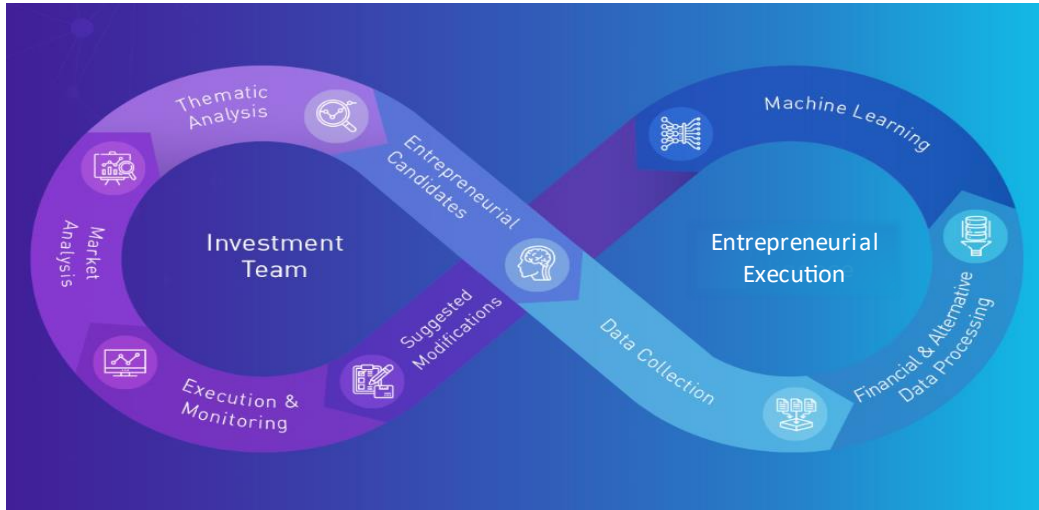 Thematic
Analysis
Entrepreneurial
Candidates
Machine Learning
Market
Analysis
Investment
Team
Entrepreneurial
Execution
Suggested
Modifications
Data Collection
Financial & Alternative
Data Processing
Execution &
Monitoring